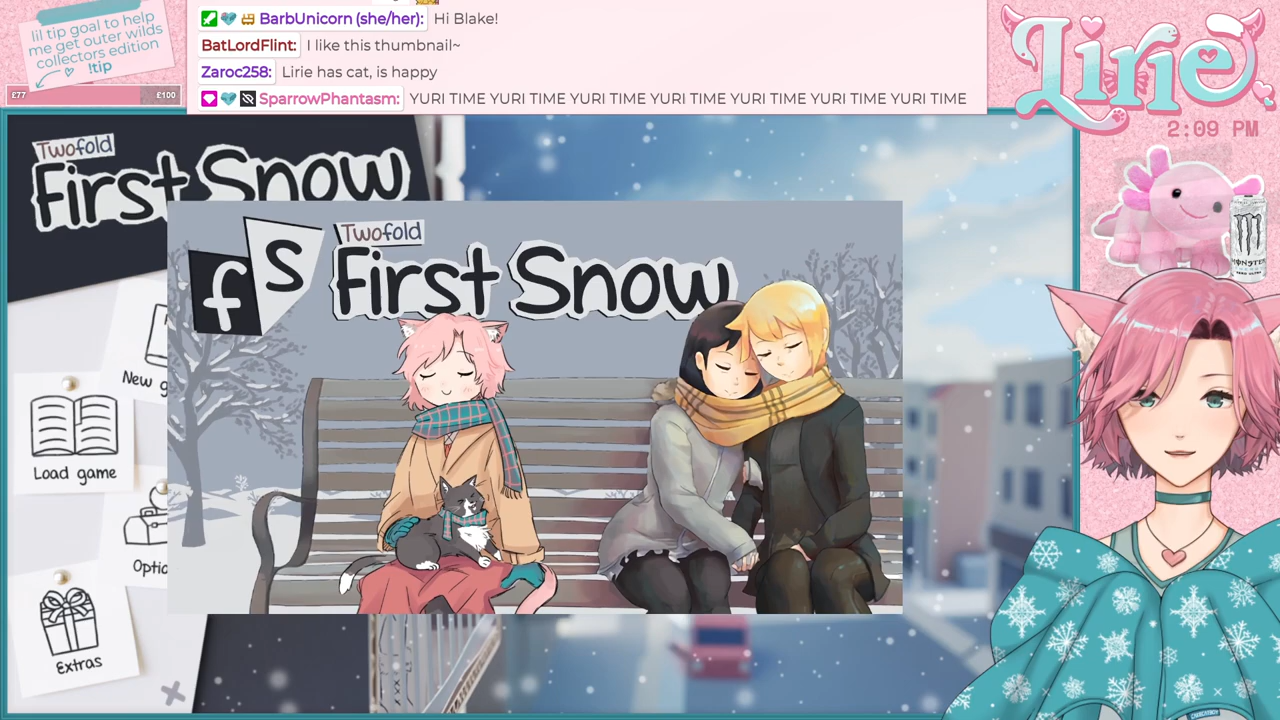 lil tip goal to help
me get outer wilds
collectors edition
!tip
£77
£100
BarbUnicorn (she/her): Hi Blake!
BatLordFlint: I like this thumbnail~
Zaroc258: Lirie has cat, is happy
SparrowPhantasm: YURI TIME YURI TIME YURI TIME YURI TIME YURI TIME YURI TIME YURI TIME
Lirie
2:09 PM
Twofold
First Snow
fs
Twofold
First Snow
New g
Load game
Optio
Extras
MONSTER